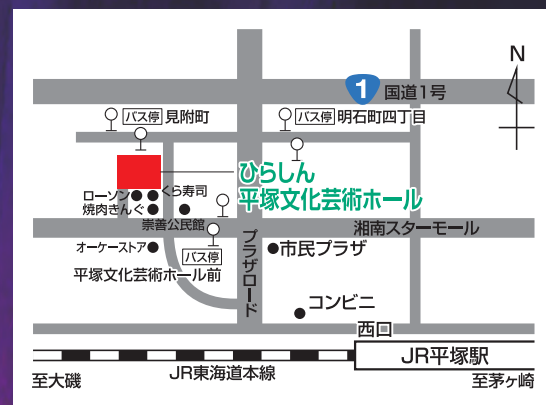 N
1
国道1号
バス停 見附町
バス停 明石町四丁目
ひらしん
平塚文化芸術ホール
ローソン
くら寿司
焼肉きんぐ
崇善公民館
湘南スターモール
オーケーストア
バス停
平塚文化芸術ホール前
プラザロード
市民プラザ
コンビニ
西口
JR平塚駅
JR東海道本線
至大磯
至茅ヶ崎